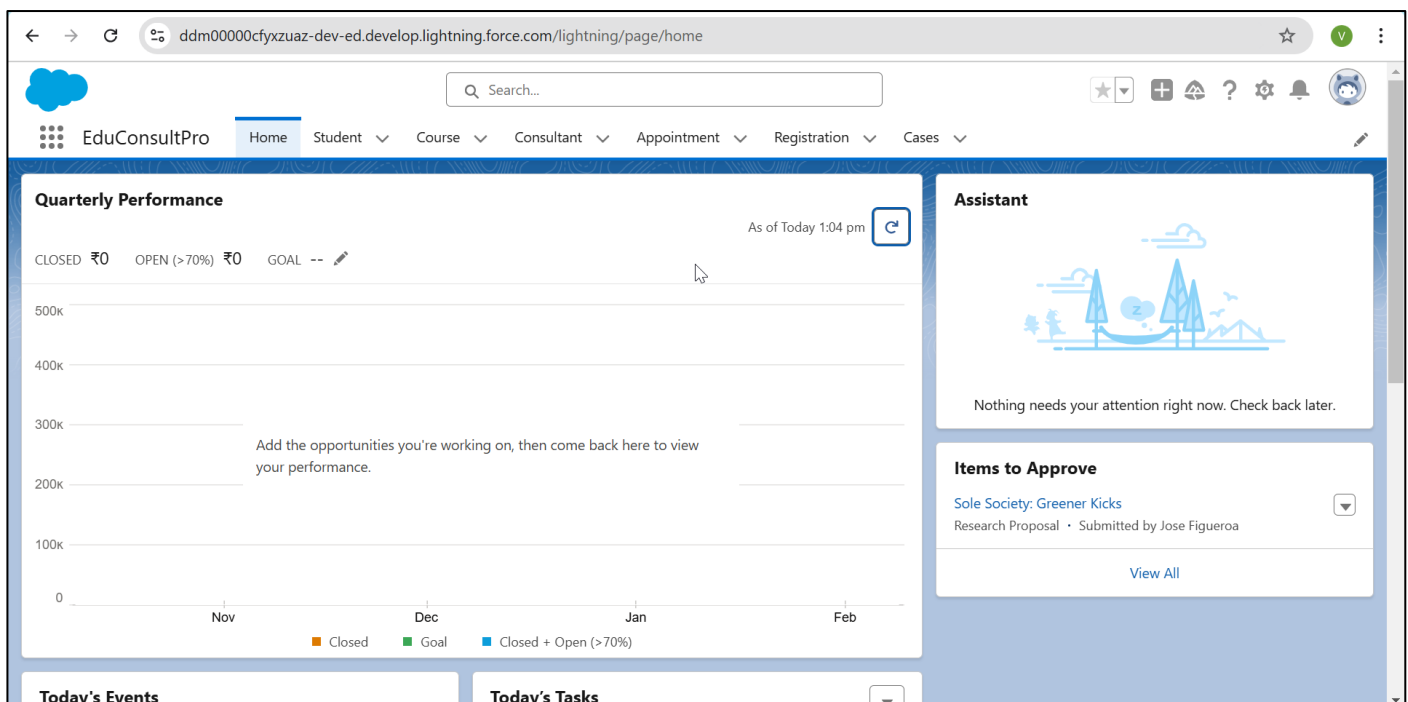 ddm00000cfyxzuaz-dev-ed.develop.lightning.force.com/lightning/page/home
V
Search...
EduConsultPro Home Student Course Consultant Appointment Registration Cases
Quarterly Performance
As of Today 1:04 pm
CLOSED ₹0 OPEN (>70%) ₹0 GOAL --
500K
400K
300K
200K
100K
0
Add the opportunities you're working on, then come back here to view
your performance.
Nov Dec Jan Feb
Closed Goal Closed + Open (>70%)
Assistant
z
Nothing needs your attention right now. Check back later.
Items to Approve
Sole Society: Greener Kicks
Research Proposal • Submitted by Jose Figueroa
View All
Today's Events
Today's Tasks